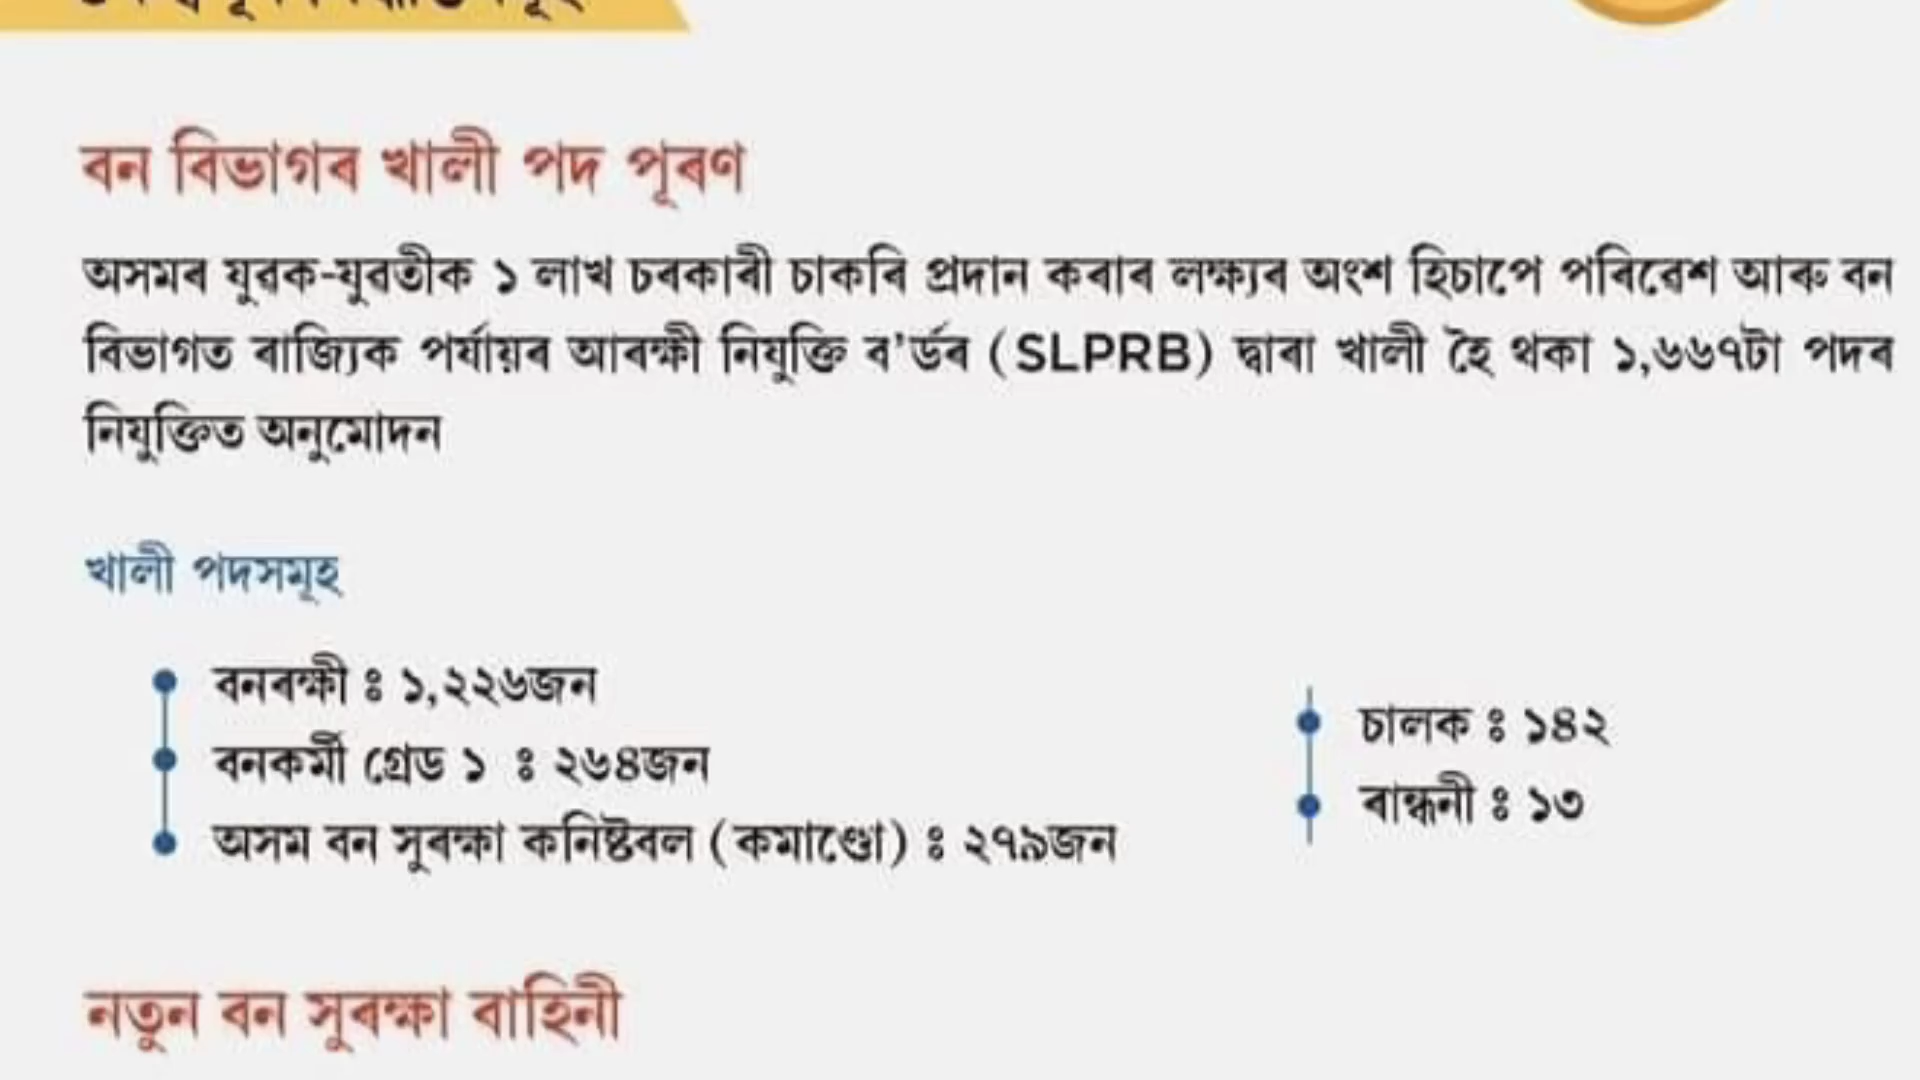 বন বিভাগৰ খালী পদ পূৰণ
অসমৰ যুৱক-যুৱতীক ১ লাখ চৰকাৰী চাকৰি প্ৰদান কৰাৰ লক্ষ্যৰ অংশ হিচাপে পৰিৱেশ আৰু বন
বিভাগত ৰাজ্যিক পৰ্যায়ৰ আৰক্ষী নিযুক্তি ব'ৰ্ডৰ (SLPRB) দ্বাৰা খালী হৈ থকা ১,৬৬৭টা পদৰ
নিযুক্তিত অনুমোদন
খালী পদসমূহ
বনৰক্ষী ঃ ১,২২৬জন
বনকৰ্মী গ্ৰেড ১ ঃ ২৬৪জন
অসম বন সুৰক্ষা কনিষ্টবল (কমাণ্ডো) ঃ ২৭৯জন
চালক ঃ ১৪২
ৰান্ধনী ঃ ১৩
নতুন বন সুৰক্ষা বাহিনী